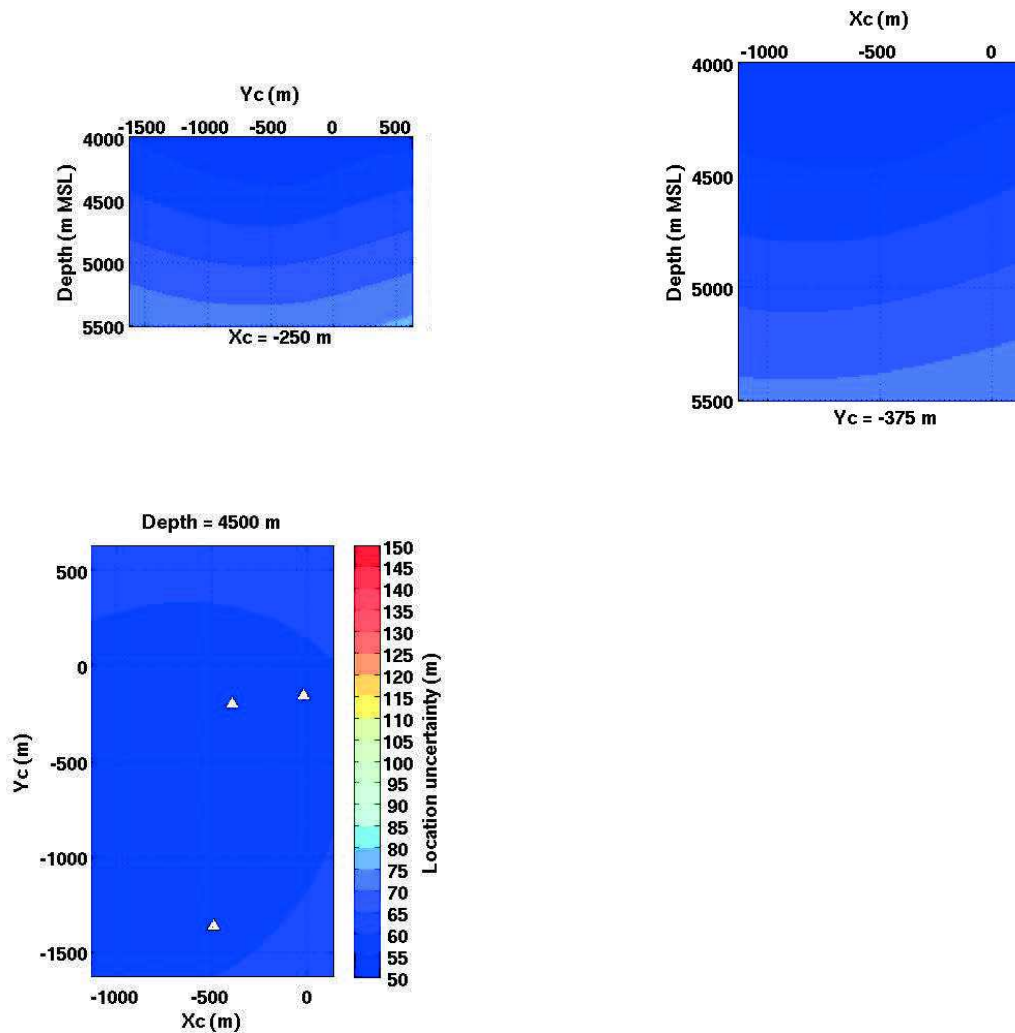 Yc (m)
-1500 -1000 -500 0 500
4000
4500
5000
5500
Depth (m MSL)
Xc = -250 m
Xc (m)
-1000 -500 0
4000
4500
5000
5500
Depth (m MSL)
Yc = -375 m
Depth = 4500 m
500
0
-500
-1000
-1500
Yc (m)
-1000 -500 0
Xc (m)
150
145
140
135
130
125
120
115
110
105
100
95
90
85
80
75
70
65
60
55
50
Location uncertainty (m)